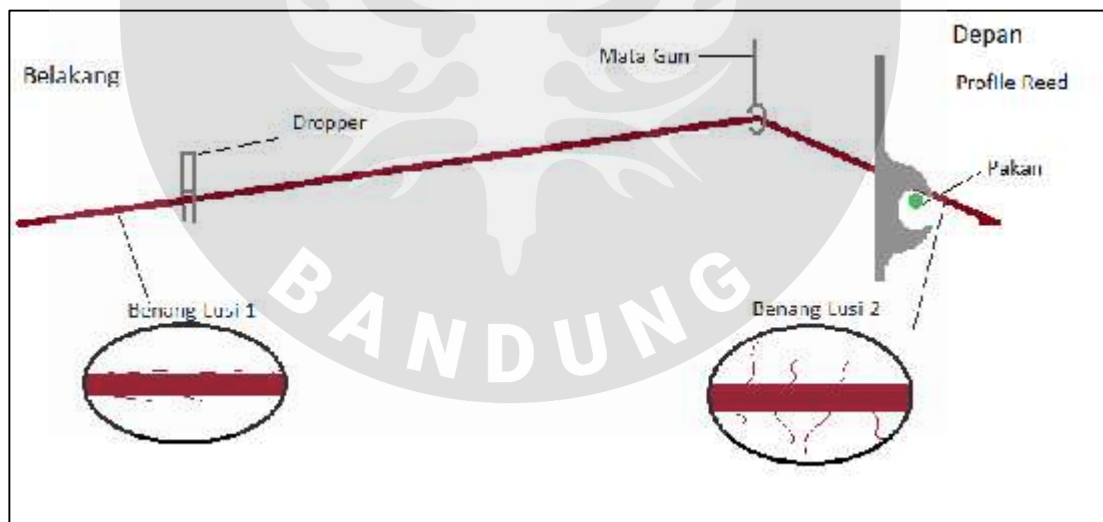 Belakang
Depan
Mata Gun
Profile Reed
Dropper
Pakan
Benang Lusi 1
Benang Lusi 2
BANDUNG